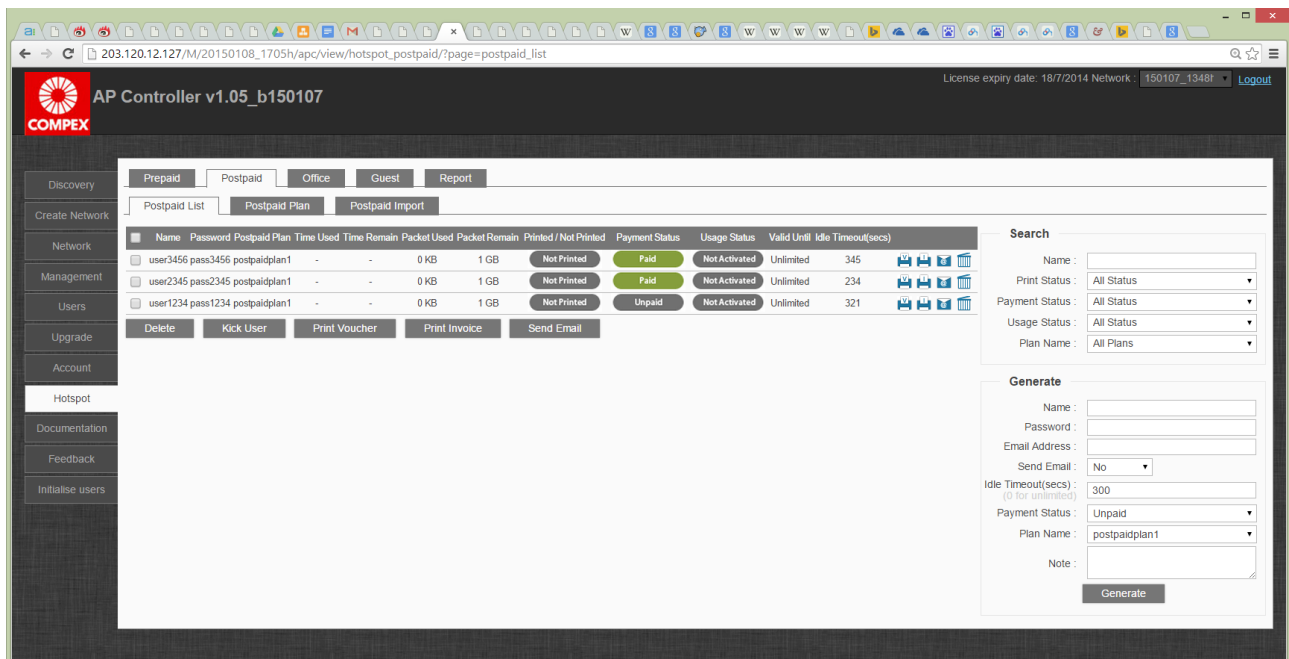 203.120.12.127/M/20150108_1705h/apc/view/hotspot_postpaid/?page=postpaid_list
License expiry date: 18/7/2014 Network : 150107_1348h Logout
COMPEX
AP Controller v1.05_b150107
Discovery
Create Network
Network
Management
Users
Upgrade
Account
Hotspot
Documentation
Feedback
Initialise users
Prepaid Postpaid Office Guest Report
Postpaid List Postpaid Plan Postpaid Import
Name Password Postpaid Plan Time Used Time Remain Packet Used Packet Remain Printed / Not Printed Payment Status Usage Status Valid Until Idle Timeout(secs)
user3456 pass3456 postpaidplan1 - - 0 KB 1 GB Not Printed Paid Not Activated Unlimited 345
user2345 pass2345 postpaidplan1 - - 0 KB 1 GB Not Printed Paid Not Activated Unlimited 234
user1234 pass1234 postpaidplan1 - - 0 KB 1 GB Not Printed Unpaid Not Activated Unlimited 321
Delete Kick User Print Voucher Print Invoice Send Email
Search
Name :
Print Status : All Status
Payment Status : All Status
Usage Status : All Status
Plan Name : All Plans
Generate
Name :
Password :
Email Address :
Send Email : No
Idle Timeout(secs) : 300
(0 for unlimited)
Payment Status : Unpaid
Plan Name : postpaidplan1
Note :
Generate